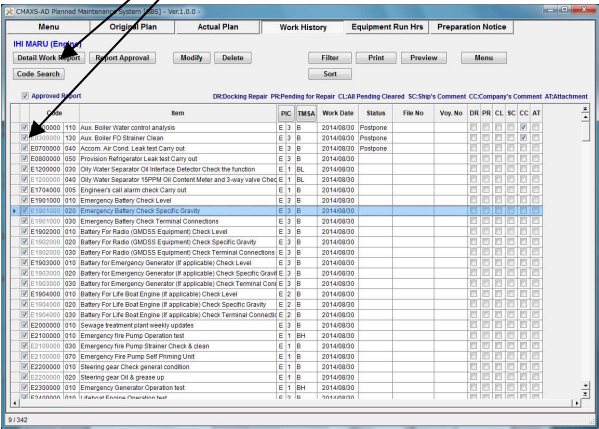 CMAXS-AD Planned Maintenance System [SBS] - Ver.1.0.0 -
Menu Original Plan Actual Plan Work History Equipment Run Hrs Preparation Notice
IHI MARU (Engine)
Detail Work Report Report Approval Modify Delete Filter Print Preview Menu
Code Search Sort
Approved Report DR:Docking Repair PR:Pending for Repair CL:All Pending Cleared SC:Ship's Comment CC:Company's Comment AT:Attachment
Code Item PIC TMSA Work Date Status File No Voy. No DR PR CL SC CC AT
110 Aux. Boiler Water control analysis E 3 B 2014/08/30 Postpone
130 Aux. Boiler FO Strainer Clean E 3 B 2014/08/30 Postpone
E0700000 040 Accom. Air Cond. Leak test Carry out E 3 B 2014/08/30 Postpone
E0800000 050 Provision Refrigerator Leak test Carry out E 3 B 2014/08/30
E1200000 030 Oily Water Separator Oil Interface Detector Check the function E 1 BL 2014/08/30
E1200000 040 Oily Water Separator 15PPM Oil Content Meter and 3-way valve Chec E 1 BL 2014/08/30
E1704000 005 Engineer's call alarm check Carry out E 1 B 2014/08/30
E1901000 010 Emergency Battery Check Level E 3 B 2014/08/30
E1901000 020 Emergency Battery Check Specific Gravity E 3 B 2014/08/30
E1901000 030 Emergency Battery Check Terminal Connections E 3 B 2014/08/30
E1902000 010 Battery For Radio (GMDSS Equipment) Check Level E 3 B 2014/08/30
E1902000 020 Battery For Radio (GMDSS Equipment) Check Specific Gravity E 3 B 2014/08/30
E1902000 030 Battery For Radio (GMDSS Equipment) Check Terminal Connections E 3 B 2014/08/30
E1903000 010 Battery for Emergency Generator (If applicable) Check Level E 3 B 2014/08/30
E1903000 020 Battery for Emergency Generator (If applicable) Check Specific Gravit E 3 B 2014/08/30
E1903000 030 Battery for Emergency Generator (If applicable) Check Terminal Conn E 3 B 2014/08/30
E1904000 010 Battery For Life Boat Engine (If applicable) Check Level E 2 B 2014/08/30
E1904000 020 Battery For Life Boat Engine (If applicable) Check Specific Gravity E 2 B 2014/08/30
E1904000 030 Battery For Life Boat Engine (If applicable) Check Terminal Connectic E 2 B 2014/08/30
E2000000 010 Sewage treatment plant weekly updates E 3 B 2014/08/30
E2100000 010 Emergency fire Pump Operation test E 1 BH 2014/08/30
E2100000 030 Emergency fire Pump Strainer Check & clean E 1 B 2014/08/30
E2100000 070 Emergency Fire Pump Self Priming Unit E 1 B 2014/08/30
E2200000 010 Steering gear Check general condition E 1 B 2014/08/30
E2200000 020 Steering gear Oil & grease up E 1 B 2014/08/30
E2300000 010 Emergency Generator Operation test E 1 BH 2014/08/30
E2400000 010 Lifeboat Engine Operation test E 2 B 2014/08/30
9 / 342